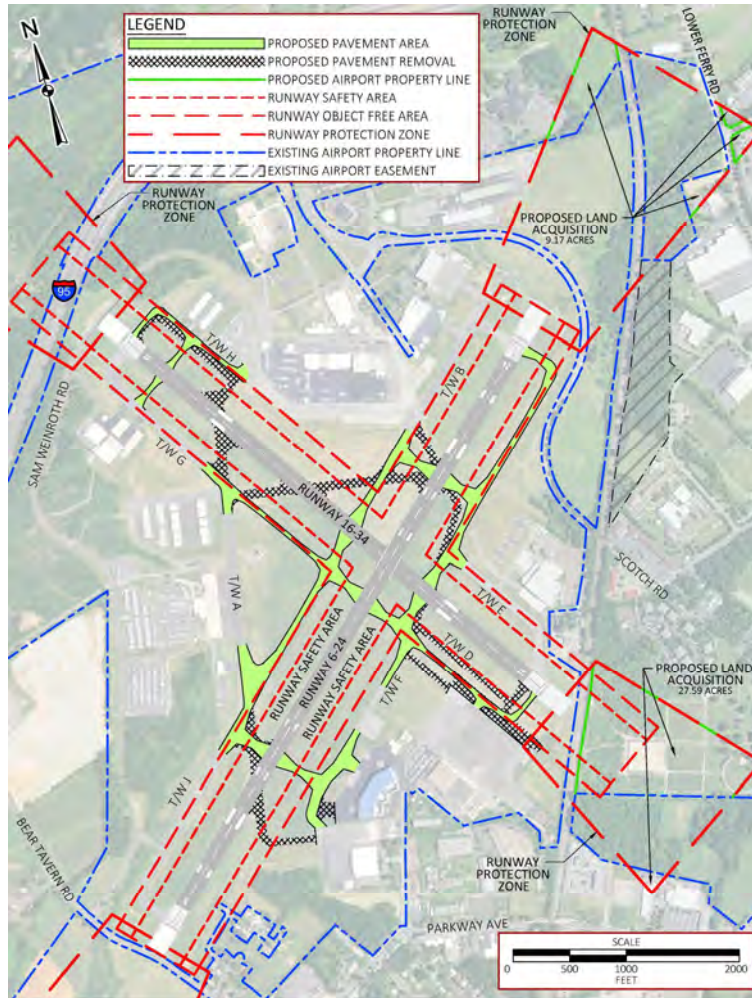 LEGEND
PROPOSED PAVEMENT AREA
PROPOSED PAVEMENT REMOVAL
PROPOSED AIRPORT PROPERTY LINE
RUNWAY SAFETY AREA
RUNWAY OBJECT FREE AREA
RUNWAY PROTECTION ZONE
EXISTING AIRPORT PROPERTY LINE
EXISTING AIRPORT EASEMENT
N
RUNWAY
PROTECTION
ZONE
LOWER FERRY RD
RUNWAY
PROTECTION
ZONE
PROPOSED LAND
ACQUISITION
9.17 ACRES
95
SAM WEINROTH RD
T/W H
T/W B
T/W G
RUNWAY 16-34
T/W A
SCOTCH RD
T/W E
T/W D
RUNWAY SAFETY AREA
RUNWAY 6-24
RUNWAY SAFETY AREA
T/W F
PROPOSED LAND
ACQUISITION
27.59 ACRES
T/W J
BEAR TAVERN RD
RUNWAY
PROTECTION
ZONE
PARKWAY AVE
SCALE
0 500 1000 2000
FEET